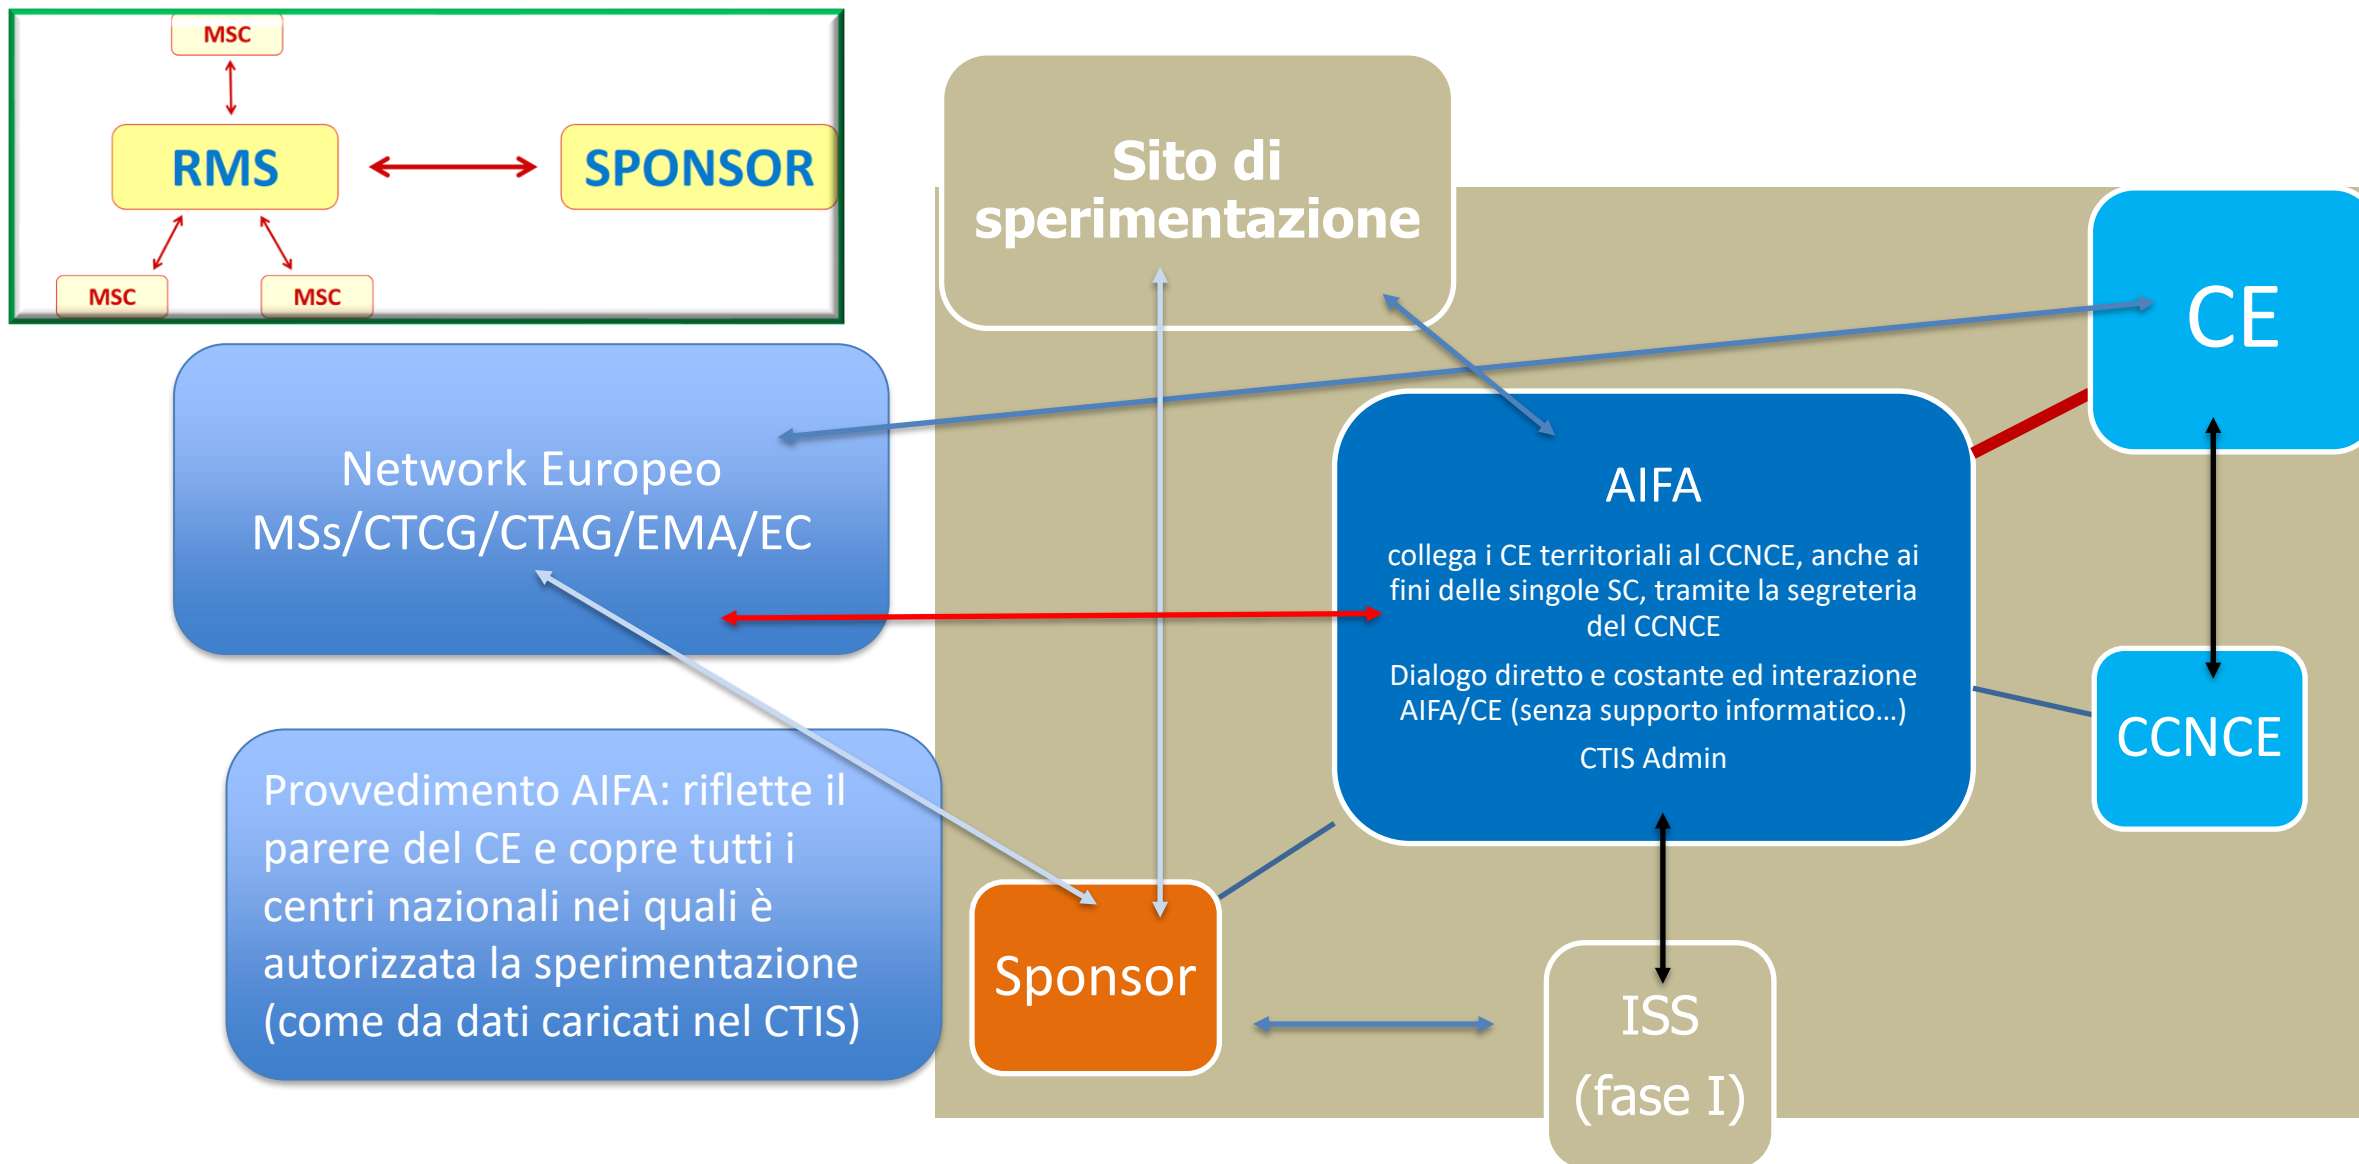 MSC
RMS
SPONSOR
MSC
MSC
Sito di
sperimentazione
CE
Network Europeo
MSs/CTCG/CTAG/EMA/EC
AIFA
collega i CE territoriali al CCNCE, anche ai
fini delle singole SC, tramite la segreteria
del CCNCE
Dialogo diretto e costante ed interazione
AIFA/CE (senza supporto informatico...)
CTIS Admin
CCNCE
Provvedimento AIFA: riflette il
parere del CE e copre tutti i
centri nazionali nei quali è
autorizzata la sperimentazione
(come da dati caricati nel CTIS)
Sponsor
ISS
(fase I)